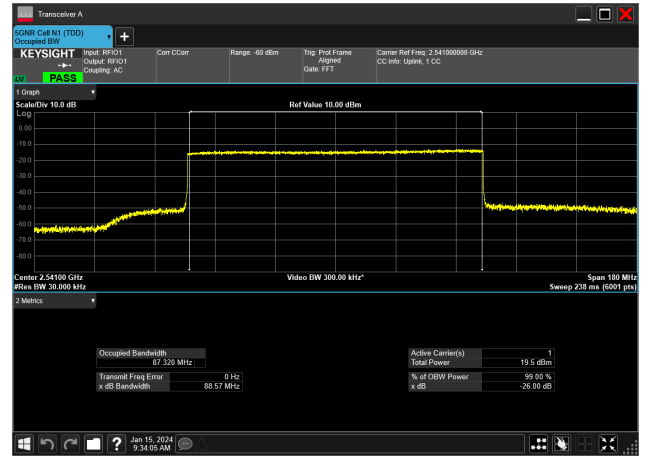 Transceiver A
5GNR Cell N1 (TDD)
Occupied BW
KEYSIGHT
Input: RFIO1
Output: RFIO1
Coupling: AC
Corr CCorr
Range: -60 dBm
Trig: Prot Frame
Aligned
Gate: FFT
Carrier Ref Freq: 2.541000000 GHz
CC Info: Uplink, 1 CC
PASS
1 Graph
Scale/Div 10.0 dB
Ref Value 10.00 dBm
Log
0.00
-10.0
-20.0
-30.0
-40.0
-50.0
-60.0
-70.0
-80.0
Center 2.54100 GHz
Video BW 300.00 kHz*
Span 180 MHz
#Res BW 30.000 kHz
Sweep 238 ms (6001 pts)
2 Metrics
Occupied Bandwidth
87.320 MHz
Transmit Freq Error 0 Hz
x dB Bandwidth 88.57 MHz
Active Carrier(s) 1
Total Power 19.5 dBm
% of OBW Power 99.00 %
x dB -26.00 dB
Jan 15, 2024
9:34:05 AM